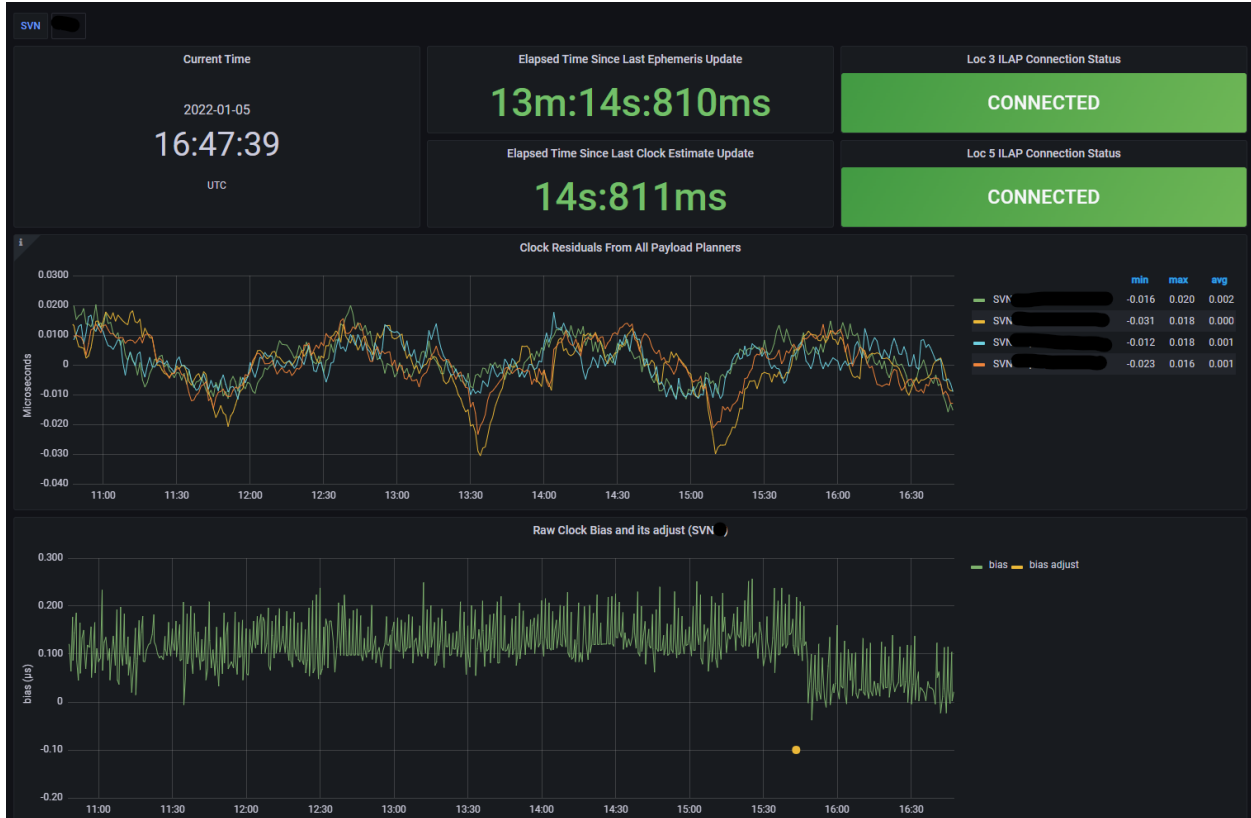 SVN
Current Time
2022-01-05
16:47:39
UTC
Elapsed Time Since Last Ephemeris Update
13m:14s:810ms
Elapsed Time Since Last Clock Estimate Update
14s:811ms
Loc 3 ILAP Connection Status
CONNECTED
Loc 5 ILAP Connection Status
CONNECTED
i
Clock Residuals From All Payload Planners
Microseconds
0.0300
0.0200
0.0100
0
-0.010
-0.020
-0.030
-0.040
11:00 11:30 12:00 12:30 13:00 13:30 14:00 14:30 15:00 15:30 16:00 16:30
min max avg
SVN -0.016 0.020 0.002
SVN -0.031 0.018 0.000
SVN -0.012 0.018 0.001
SVN -0.023 0.016 0.001
Raw Clock Bias and its adjust (SVN )
bias (µs)
0.300
0.200
0.100
0
-0.10
-0.20
11:00 11:30 12:00 12:30 13:00 13:30 14:00 14:30 15:00 15:30 16:00 16:30
bias bias adjust